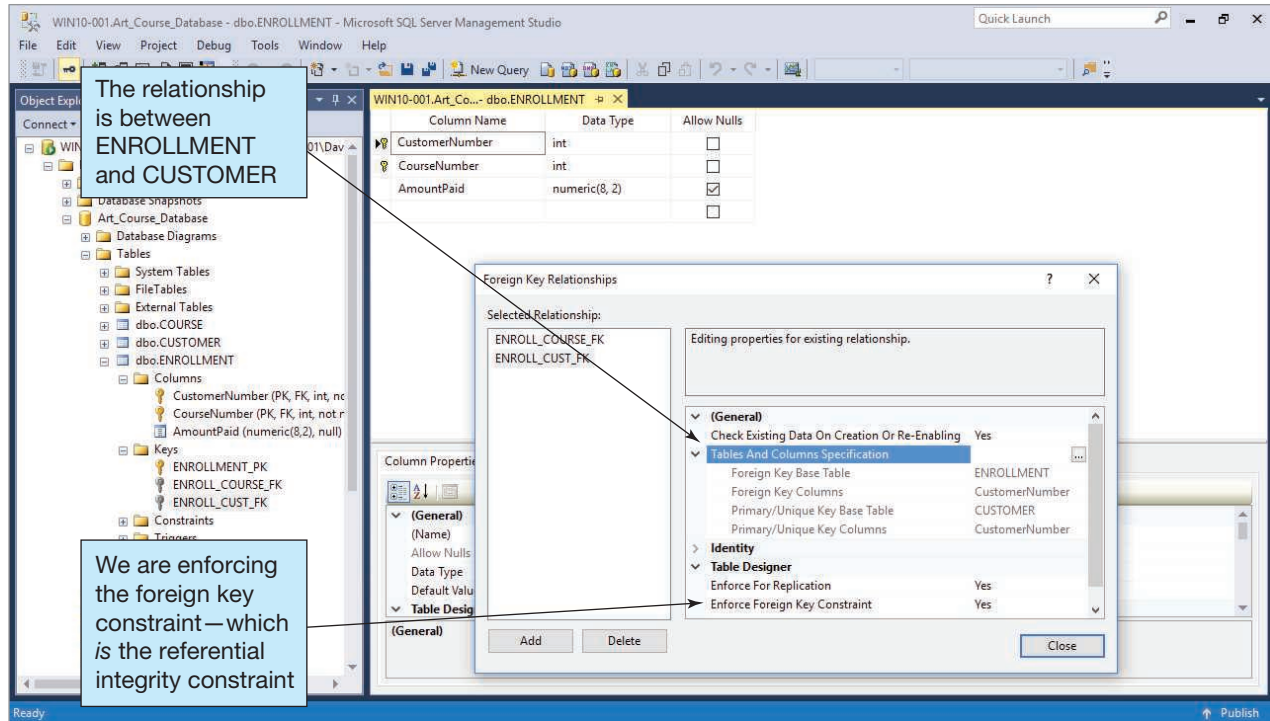 WIN10-001.Art_Course_Database - dbo.ENROLLMENT - Microsoft SQL Server Management Studio
Quick Launch
File Edit View Project Debug Tools Window Help
New Query
The relationship
is between
ENROLLMENT
and CUSTOMER
Object Expl
Connect
WIN
01\Dav
Database Snapshots
Art_Course_Database
Database Diagrams
Tables
System Tables
FileTables
External Tables
dbo.COURSE
dbo.CUSTOMER
dbo.ENROLLMENT
Columns
CustomerNumber (PK, FK, int, nc
CourseNumber (PK, FK, int, not r
AmountPaid (numeric(8,2), null)
Keys
ENROLLMENT_PK
ENROLL_COURSE_FK
ENROLL_CUST_FK
Constraints
Triggers
We are enforcing
the foreign key
constraint—which
is the referential
integrity constraint
WIN10-001.Art_Co...- dbo.ENROLLMENT
Column Name Data Type Allow Nulls
CustomerNumber int
CourseNumber int
AmountPaid numeric(8, 2)
Column Properti
(General)
(Name)
Allow Nulls
Data Type
Default Valu
Table Desig
(General)
Foreign Key Relationships ?
Selected Relationship:
ENROLL_COURSE_FK
ENROLL_CUST_FK
Editing properties for existing relationship.
(General)
Check Existing Data On Creation Or Re-Enabling Yes
Tables And Columns Specification ...
Foreign Key Base Table ENROLLMENT
Foreign Key Columns CustomerNumber
Primary/Unique Key Base Table CUSTOMER
Primary/Unique Key Columns CustomerNumber
Identity
Table Designer
Enforce For Replication Yes
Enforce Foreign Key Constraint Yes
Add Delete
Close
Ready
Publish